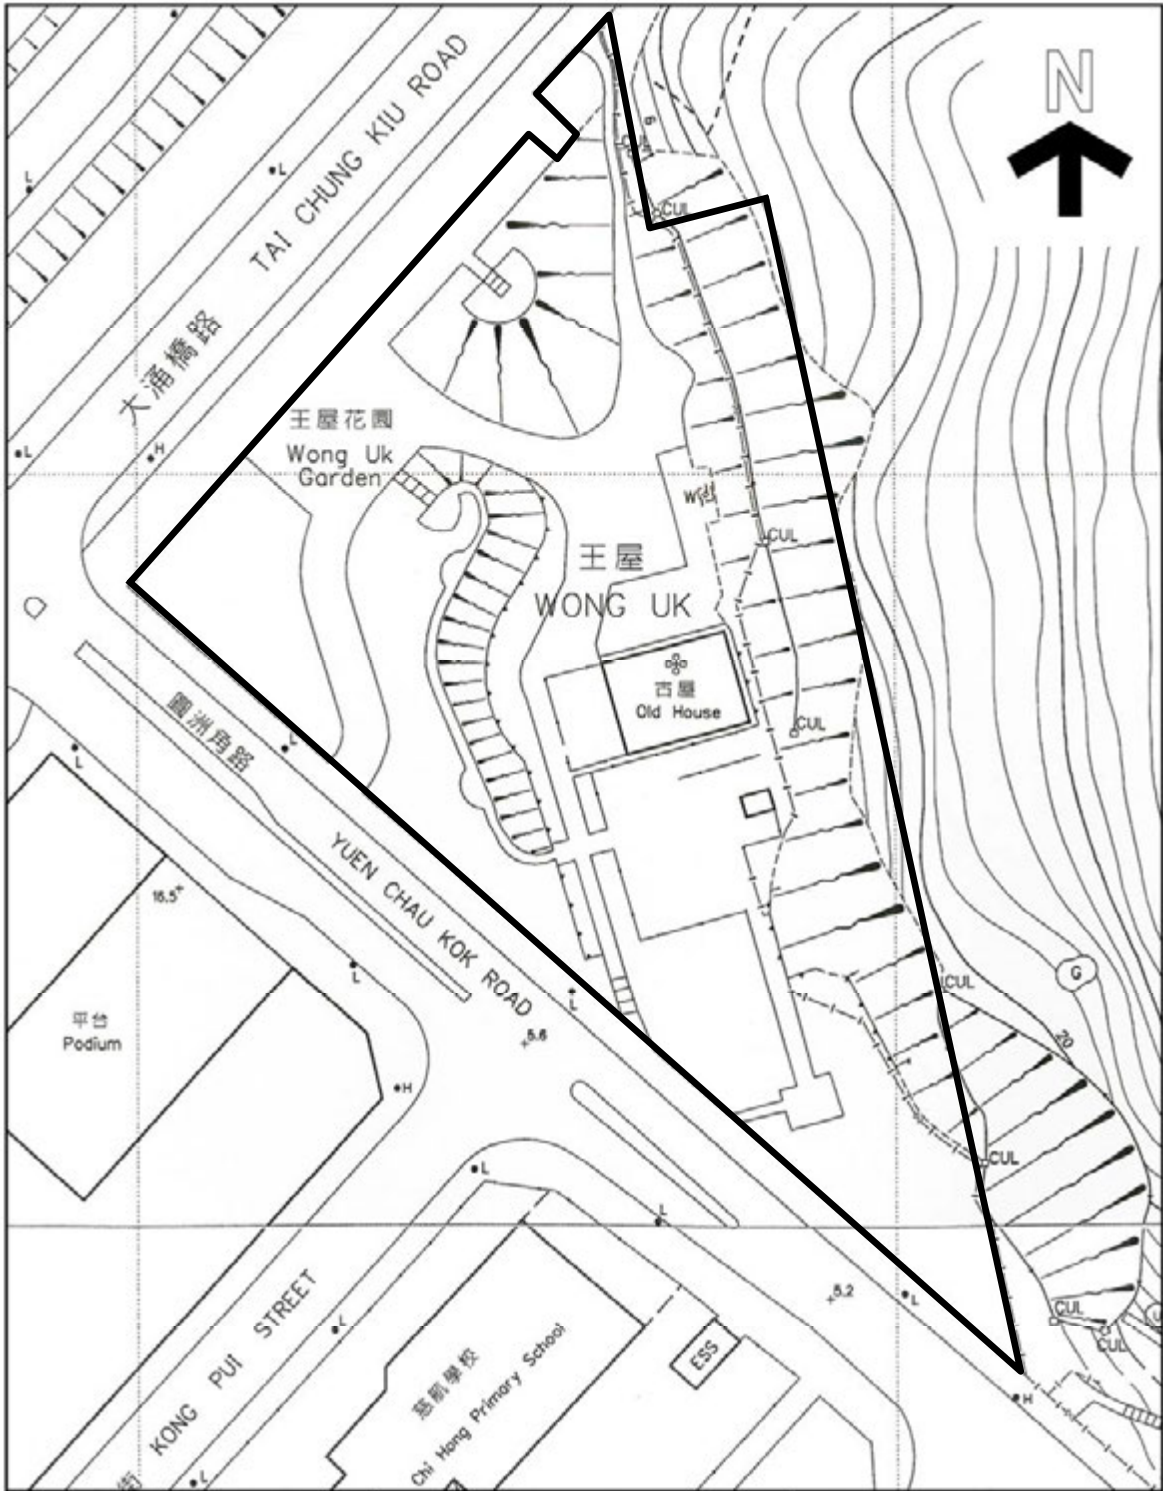 N
TAI CHUNG KIU ROAD
大涌橋路
L
L
L
H
9
CUL
CUL
王屋花園
Wong Uk
Garden
王屋
WONG UK
古屋
Old House
CUL
圓洲角路
YUEN CHAU KOK ROAD
L
L
16.5
L
L
平台
Podium
5.6
H
CUL
G
20
CUL
L
L
5.2
L
CUL
CUL
H
KONG PUI STREET
街
L
L
慈航學校
Chi Hong Primary School
ESS